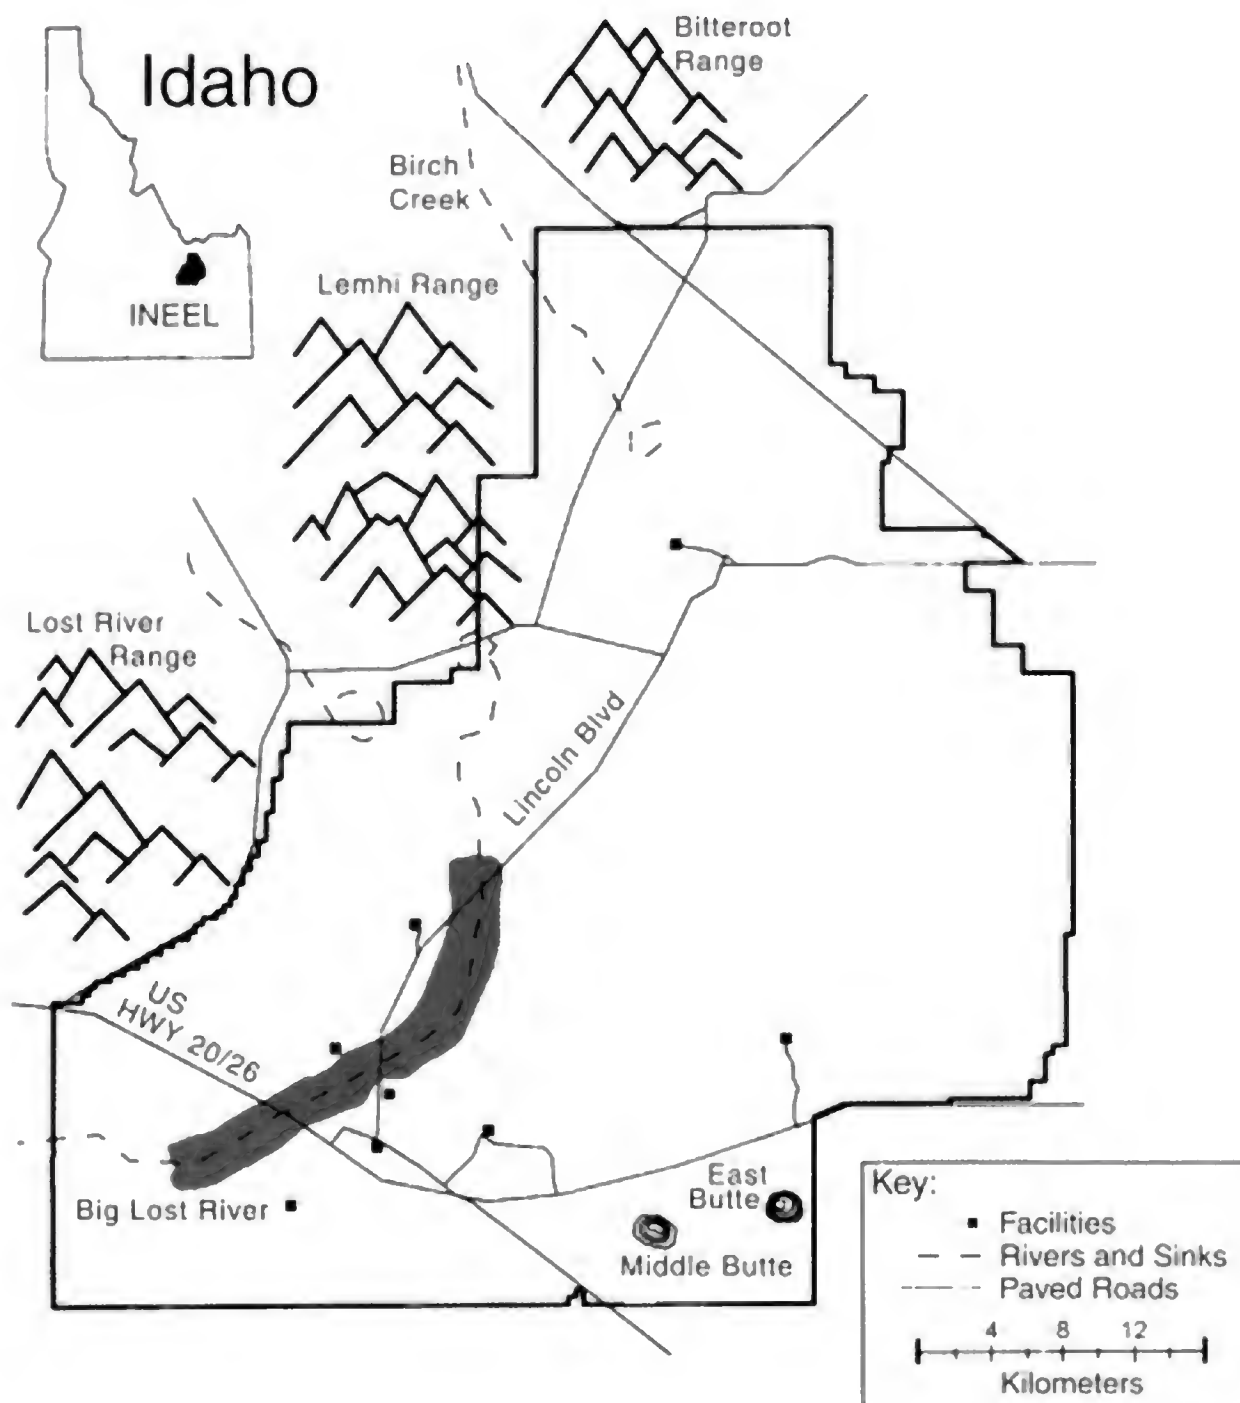 Idaho
INEEL
Bitteroot
Range
Birch
Creek
Lemhi Range
Lost River
Range
Lincoln Blvd
US
HWY 20/26
Big Lost River
East
Butte
Middle Butte
Key:
Facilities
Rivers and Sinks
Paved Roads
4 8 12
Kilometers